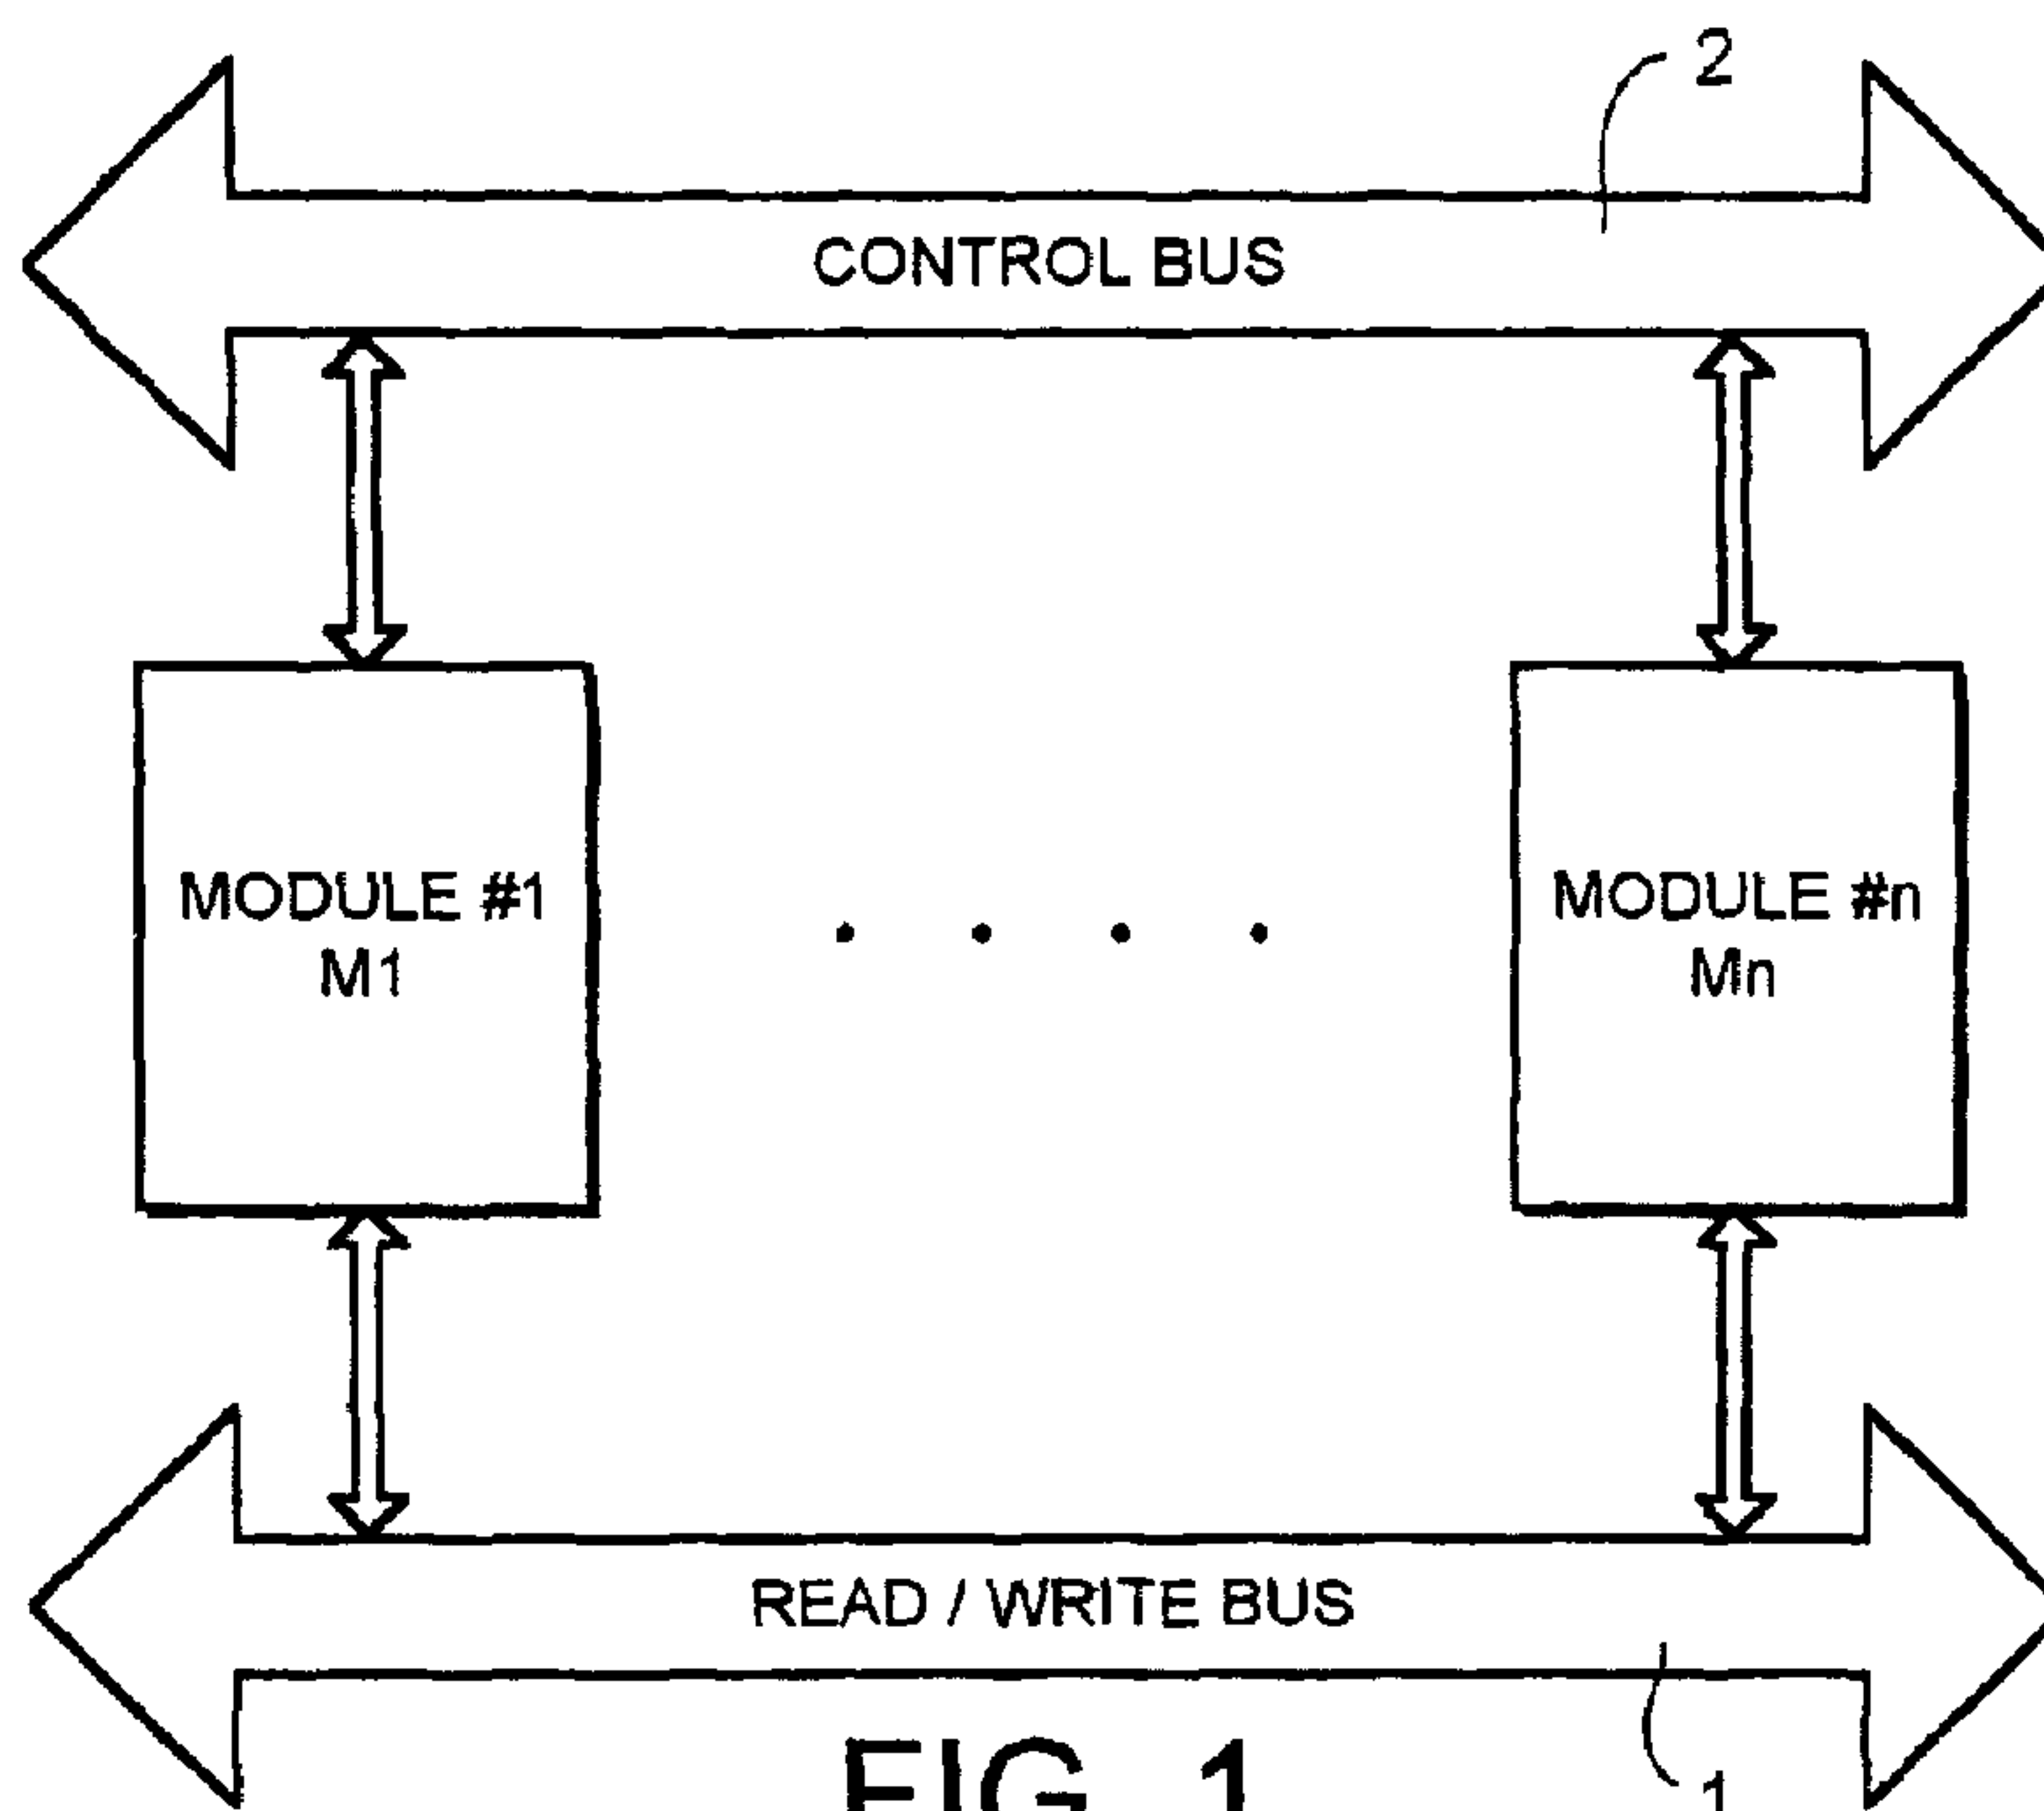 2
CONTROL BUS
MODULE #1
M1
MODULE #n
Mn
READ / WRITE BUS
1
FIG. 1